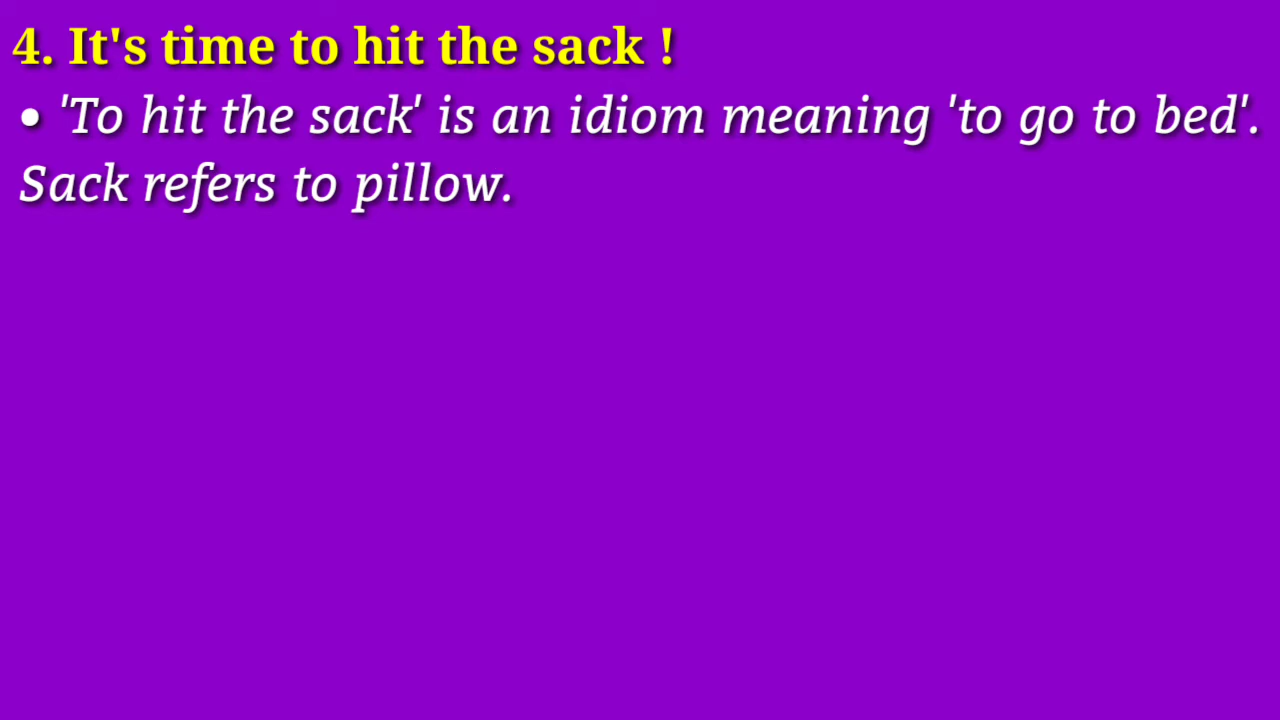 4. It's time to hit the sack !
• 'To hit the sack' is an idiom meaning 'to go to bed'.
Sack refers to pillow.